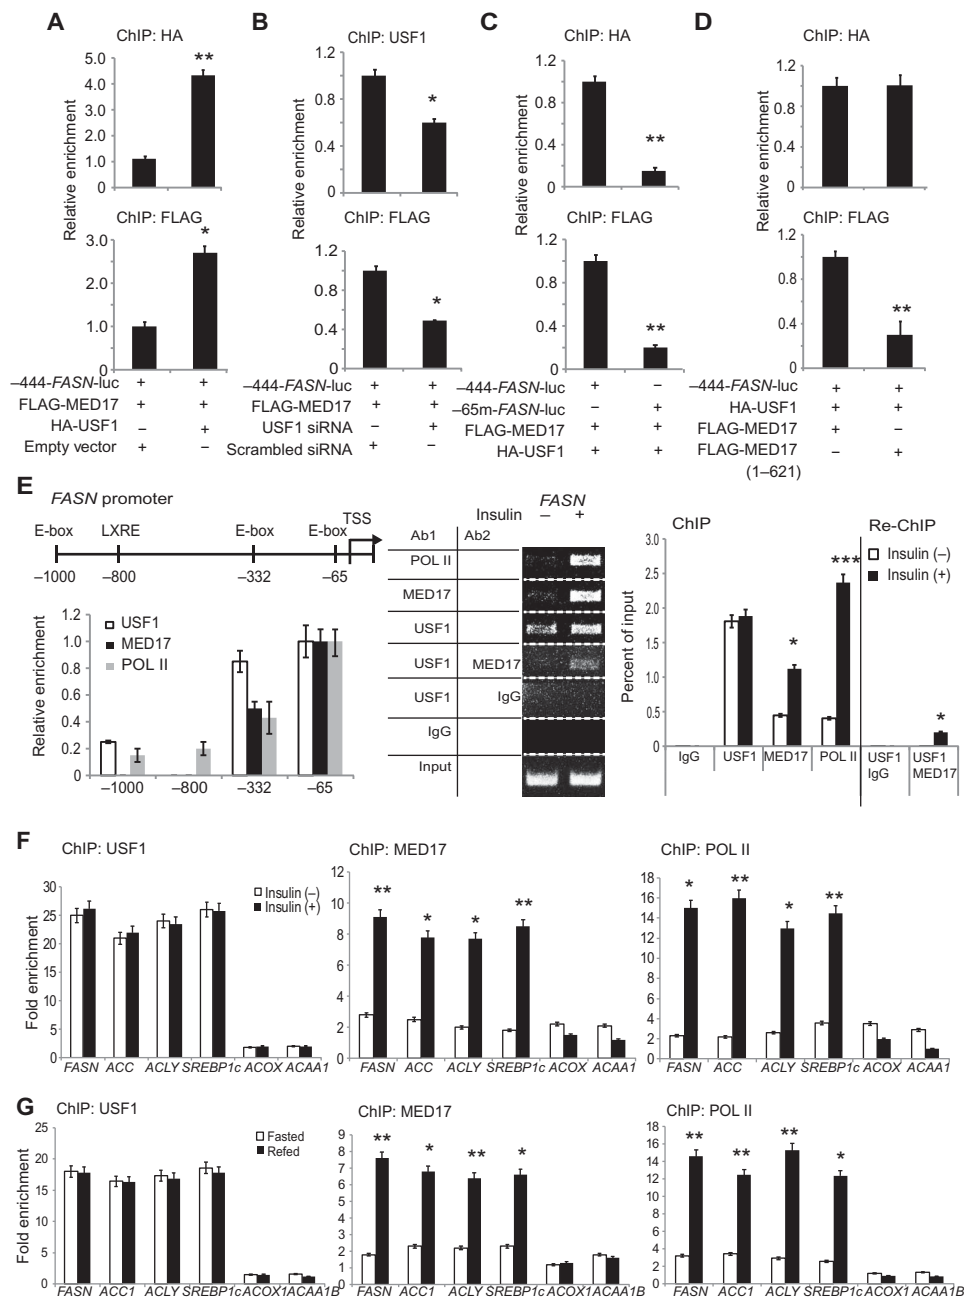 A
ChIP: HA
**
5.0
4.0
3.0
2.0
1.0
0
Relative enrichment
ChIP: FLAG
*
3.0
2.0
1.0
0
–444-FASN-luc + +
FLAG-MED17 + +
HA-USF1 – +
Empty vector + –
B
ChIP: USF1
1.2
0.8
0.4
0
*
Relative enrichment
ChIP: FLAG
1.2
0.8
0.4
0
*
–444-FASN-luc + +
FLAG-MED17 + +
USF1 siRNA – +
Scrambled siRNA + –
C
ChIP: HA
1.2
0.8
0.4
0
**
Relative enrichment
ChIP: FLAG
1.2
0.8
0.4
0
**
–444-FASN-luc + –
–65m-FASN-luc – +
FLAG-MED17 + +
HA-USF1 + +
D
ChIP: HA
1.2
0.8
0.4
0
Relative enrichment
ChIP: FLAG
1.2
0.8
0.4
0
**
–444-FASN-luc + +
HA-USF1 + +
FLAG-MED17 + –
FLAG-MED17 – +
(1–621)
E
FASN promoter
TSS
E-box LXRE E-box E-box
–1000 –800 –332 –65
1.2
1.0
0.8
0.6
0.4
0.2
0
Relative enrichment
USF1
MED17
POL II
–1000 –800 –332 –65
FASN
Insulin – +
Ab1 Ab2
POL II
MED17
USF1
USF1 MED17
USF1 IgG
IgG
Input
ChIP
Re-ChIP
Insulin (–)
Insulin (+)
3.0
2.5
2.0
1.5
1.0
0.5
0
Percent of input
* *** *
IgG USF1 MED17 POL II USF1 IgG USF1 MED17
F
ChIP: USF1
Insulin (–)
Insulin (+)
30
25
20
15
10
5
0
Fold enrichment
FASN ACC ACLY SREBP1c ACOX ACAA1
ChIP: MED17
12
10
8
6
4
2
0
** * * **
FASN ACC ACLY SREBP1c ACOX ACAA1
ChIP: POL II
18
16
14
12
10
8
6
4
2
0
* ** * **
FASN ACC ACLY SREBP1c ACOX ACAA1
G
ChIP: USF1
Fasted
Refed
25
20
15
10
5
0
Fold enrichment
FASN ACC1 ACLY SREBP1c ACOX1 ACAA1B
ChIP: MED17
9
8
7
6
5
4
3
2
1
0
** * ** *
FASN ACC1 ACLY SREBP1c ACOX1 ACAA1B
ChIP: POL II
18
16
14
12
10
8
6
4
2
0
** ** ** *
FASN ACC1 ACLY SREBP1c ACOX1 ACAA1B